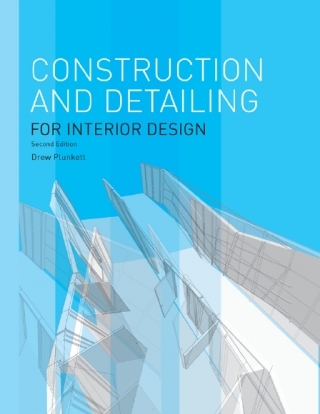 CONSTRUCTION
AND DETAILING
FOR INTERIOR DESIGN
Second Edition
Drew Plunkett